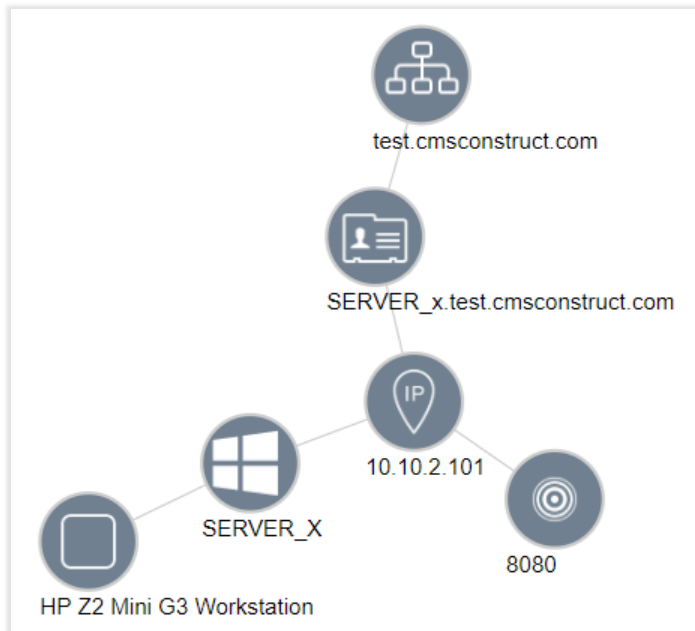 test.cmsconstruct.com
SERVER_x.test.cmsconstruct.com
IP
10.10.2.101
SERVER_X
8080
HP Z2 Mini G3 Workstation